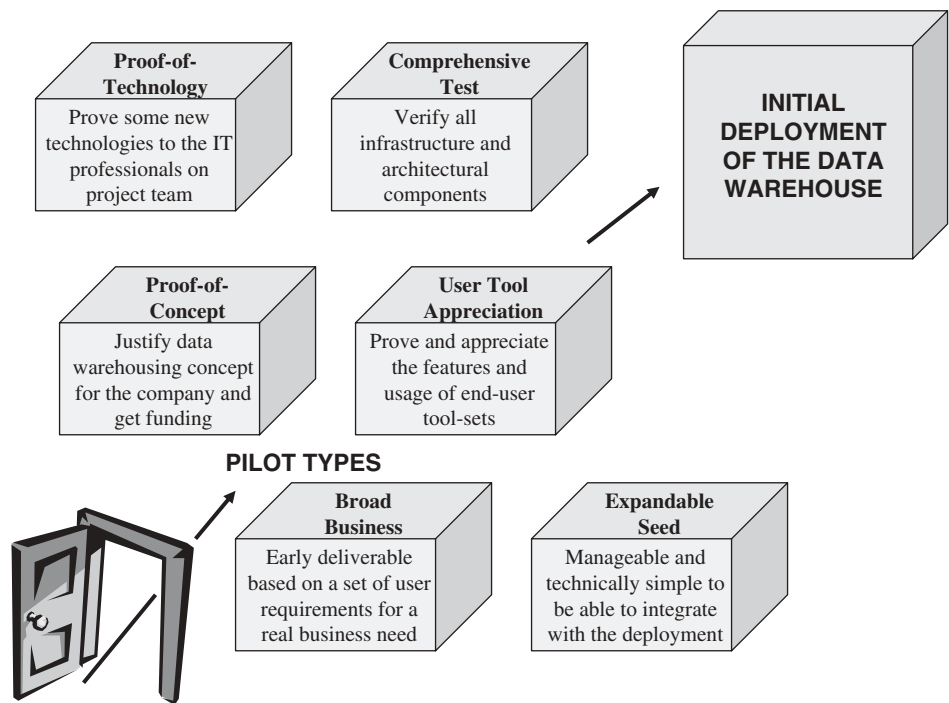 Proof-of-
Technology
Prove some new
technologies to the IT
professionals on
project team
Comprehensive
Test
Verify all
infrastructure and
architectural
components
INITIAL
DEPLOYMENT
OF THE DATA
WAREHOUSE
Proof-of-
Concept
Justify data
warehousing concept
for the company and
get funding
User Tool
Appreciation
Prove and appreciate
the features and
usage of end-user
tool-sets
PILOT TYPES
Broad
Business
Early deliverable
based on a set of user
requirements for a
real business need
Expandable
Seed
Manageable and
technically simple to
be able to integrate
with the deployment